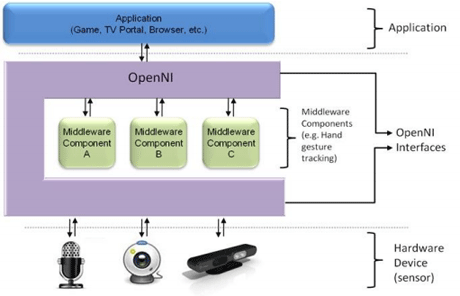 Application
(Game, TV Portal, Browser, etc.)
Application
OpenNI
Middleware
Component
A
Middleware
Component
B
Middleware
Component
C
Middleware
Components
(e.g. Hand
gesture
tracking)
OpenNI
Interfaces
Hardware
Device
(sensor)